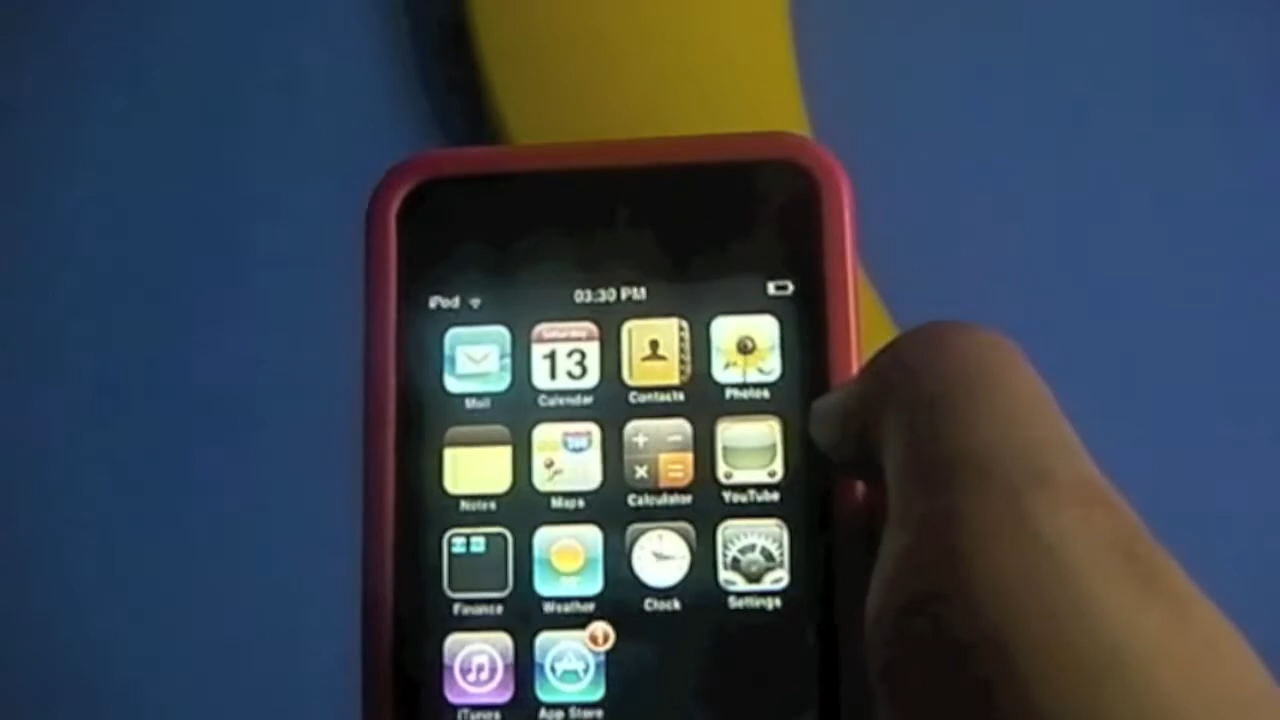 iPod 03:30 PM
Saturday
13
Mail Calendar Contacts Photos
Notes Maps Calculator YouTube
Finance Weather Clock Settings
1
iTunes App Store